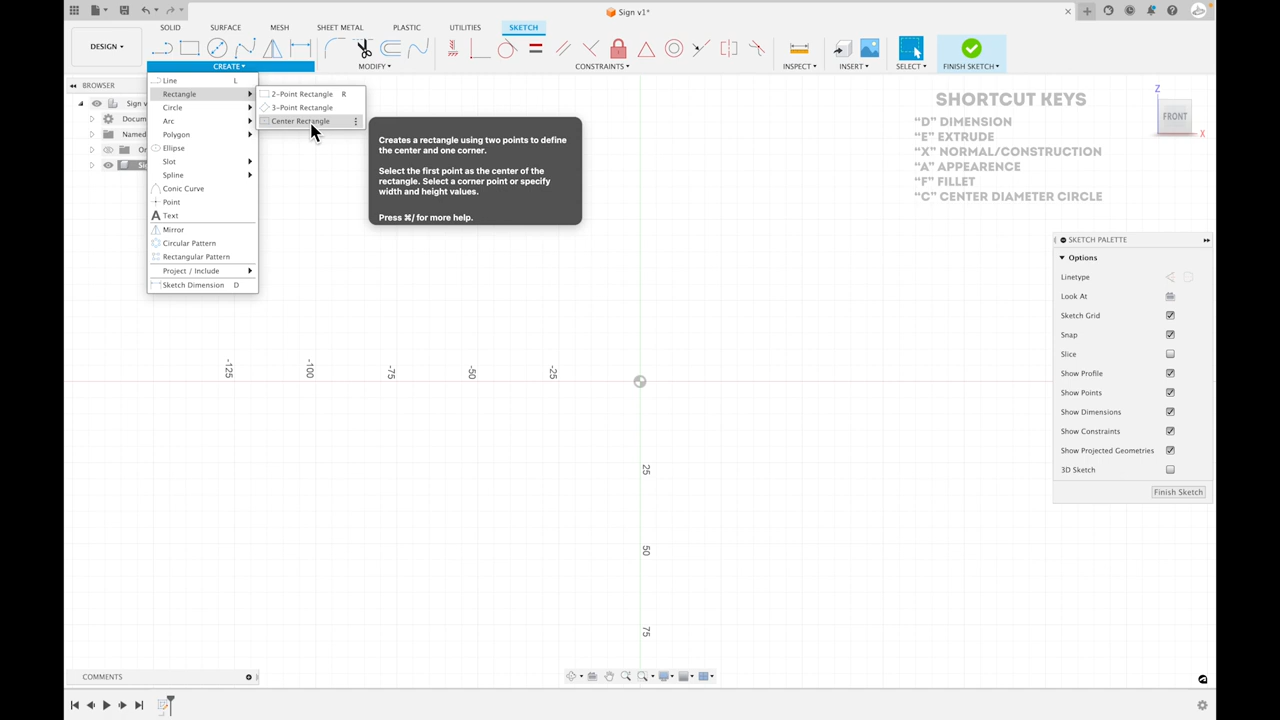 Sign v1*
DESIGN
SOLID
SURFACE
MESH
SHEET METAL
PLASTIC
UTILITIES
SKETCH
CREATE
MODIFY
CONSTRAINTS
INSPECT
INSERT
SELECT
FINISH SKETCH
BROWSER
Sign v
Docum
Named
Or
Si
Line L
Rectangle
Circle
Arc
Polygon
Ellipse
Slot
Spline
Conic Curve
Point
Text
Mirror
Circular Pattern
Rectangular Pattern
Project / Include
Sketch Dimension D
2-Point Rectangle R
3-Point Rectangle
Center Rectangle
Creates a rectangle using two points to define
the center and one corner.
Select the first point as the center of the
rectangle. Select a corner point or specify
width and height values.
Press ⌘/ for more help.
SHORTCUT KEYS
“D” DIMENSION
“E” EXTRUDE
“X” NORMAL/CONSTRUCTION
“A” APPEARENCE
“F” FILLET
“C” CENTER DIAMETER CIRCLE
Z
FRONT
X
SKETCH PALETTE
Options
Linetype
Look At
Sketch Grid
Snap
Slice
Show Profile
Show Points
Show Dimensions
Show Constraints
Show Projected Geometries
3D Sketch
Finish Sketch
-125
-100
-75
-50
-25
25
50
75
COMMENTS